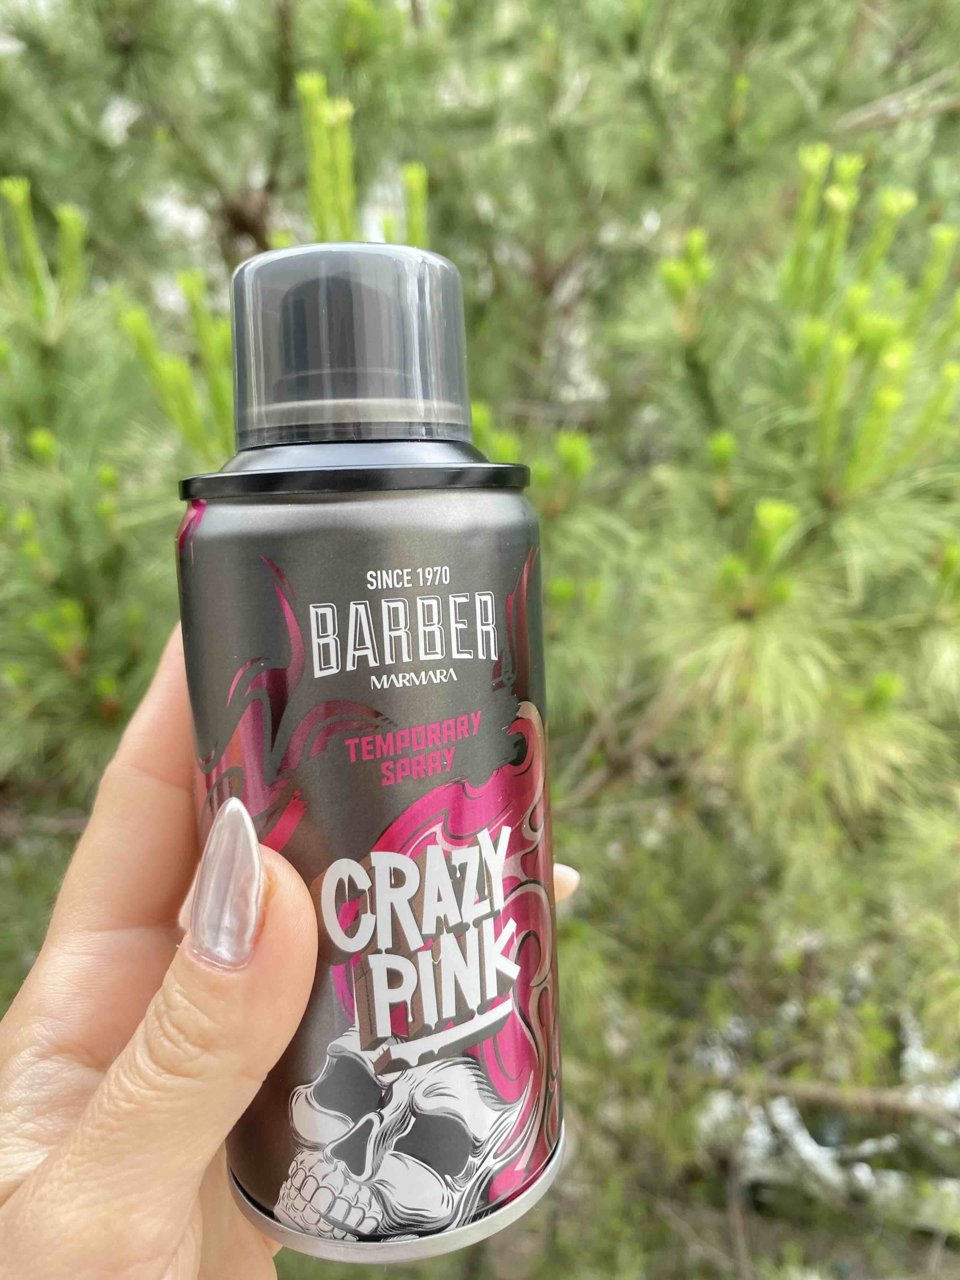 SINCE 1970
BARBER
MARMARA
TEMPORARY
SPRAY
CRAZY
PINK